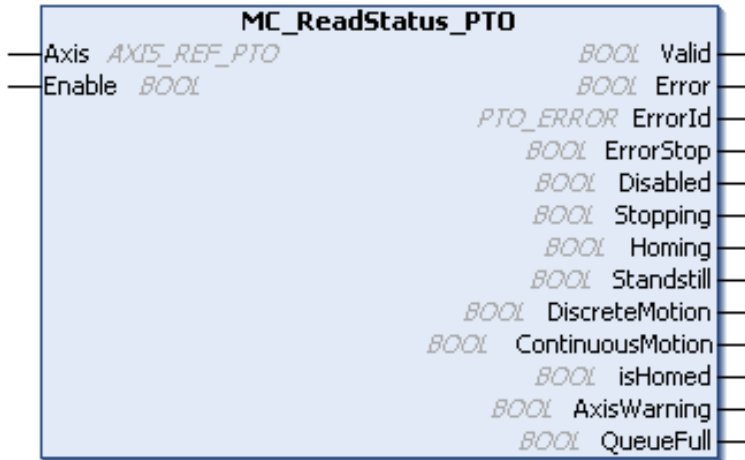 MC_ReadStatus_PTO
Axis AXIS_REF_PTO BOOL Valid
Enable BOOL BOOL Error
PTO_ERROR ErrorId
BOOL ErrorStop
BOOL Disabled
BOOL Stopping
BOOL Homing
BOOL Standstill
BOOL DiscreteMotion
BOOL ContinuousMotion
BOOL isHomed
BOOL AxisWarning
BOOL QueueFull